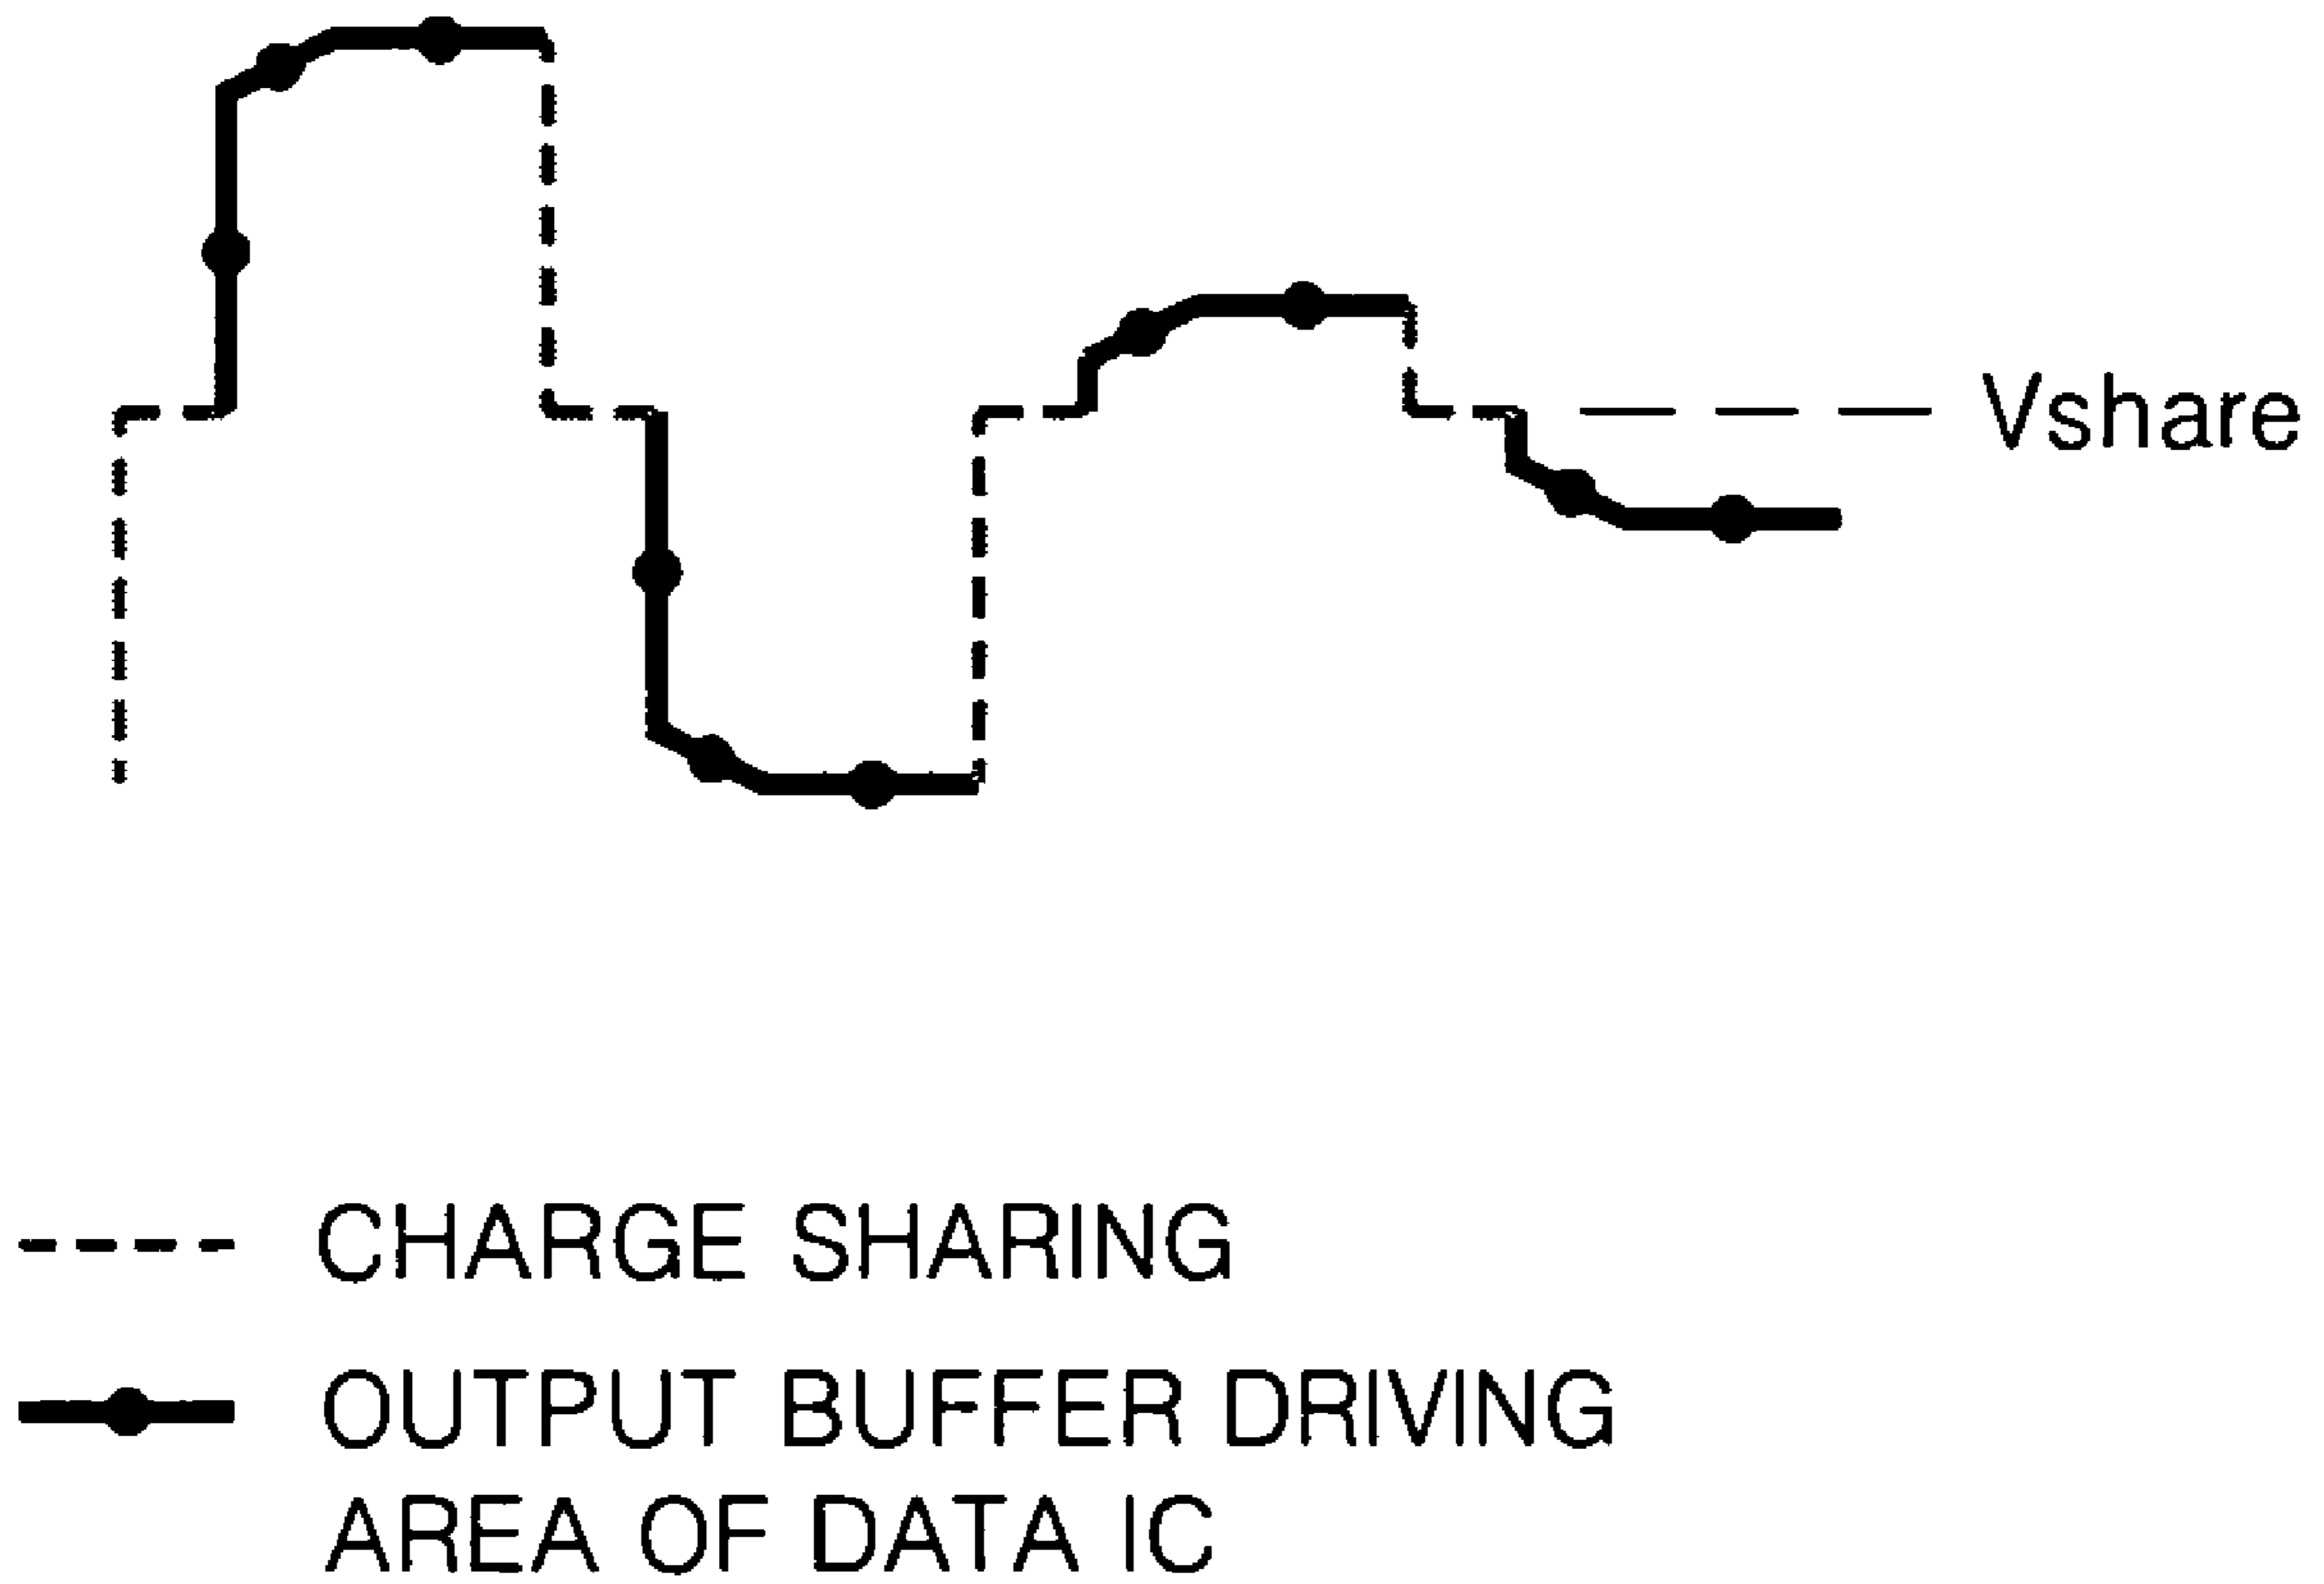 Vshare
CHARGE SHARING
OUTPUT BUFFER DRIVING
AREA OF DATA IC